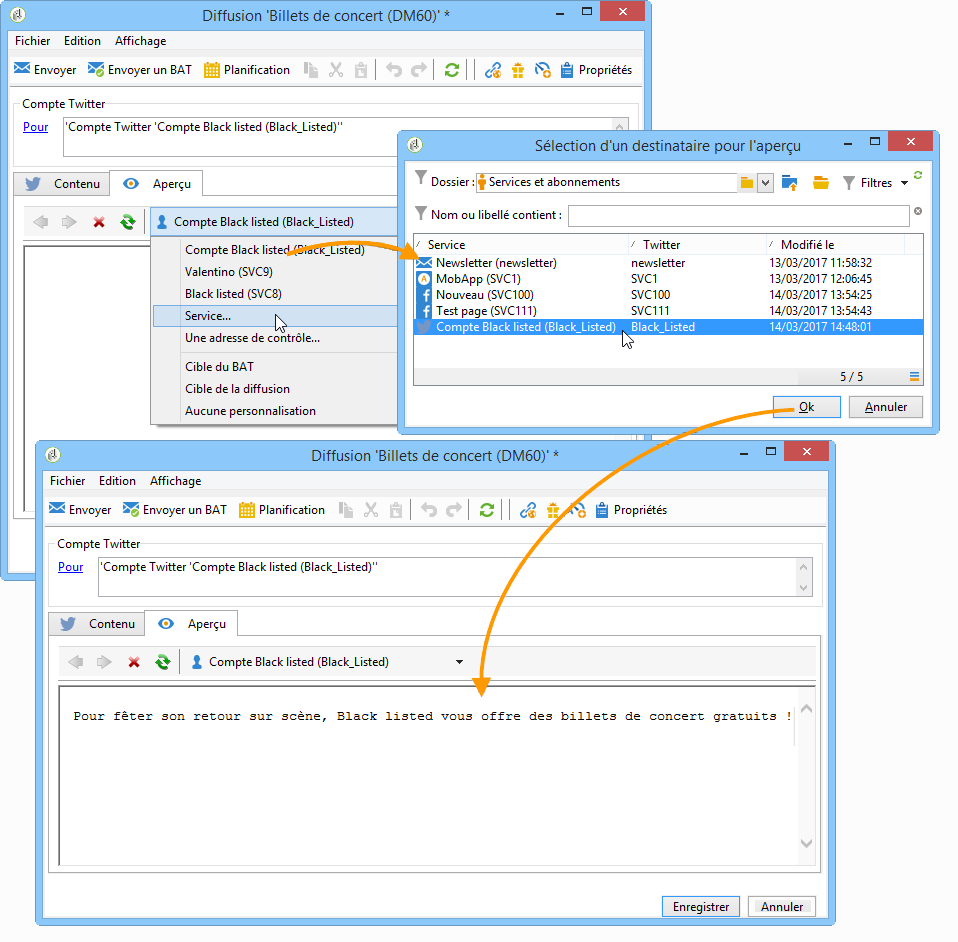 Diffusion 'Billets de concert (DM60)' *
Fichier Edition Affichage
Envoyer Envoyer un BAT Planification Propriétés
Compte Twitter
Pour 'Compte Twitter 'Compte Black listed (Black_Listed)''
Contenu Aperçu
Compte Black listed (Black_Listed)
Compte Black listed (Black_Listed)
Valentino (SVC9)
Black listed (SVC8)
Service...
Une adresse de contrôle...
Cible du BAT
Cible de la diffusion
Aucune personnalisation
Sélection d'un destinataire pour l'aperçu
Dossier : Services et abonnements Filtres
Nom ou libellé contient :
Service Twitter Modifié le
Newsletter (newsletter) newsletter 13/03/2017 11:58:32
MobApp (SVC1) SVC1 13/03/2017 12:06:45
Nouveau (SVC100) SVC100 14/03/2017 13:54:25
Test page (SVC111) SVC111 14/03/2017 13:54:43
Compte Black listed (Black_Listed) Black_Listed 14/03/2017 14:48:01
5 / 5
Ok Annuler
Diffusion 'Billets de concert (DM60)' *
Fichier Edition Affichage
Envoyer Envoyer un BAT Planification Propriétés
Compte Twitter
Pour 'Compte Twitter 'Compte Black listed (Black_Listed)''
Contenu Aperçu
Compte Black listed (Black_Listed)
Pour fêter son retour sur scène, Black listed vous offre des billets de concert gratuits !
Enregistrer Annuler